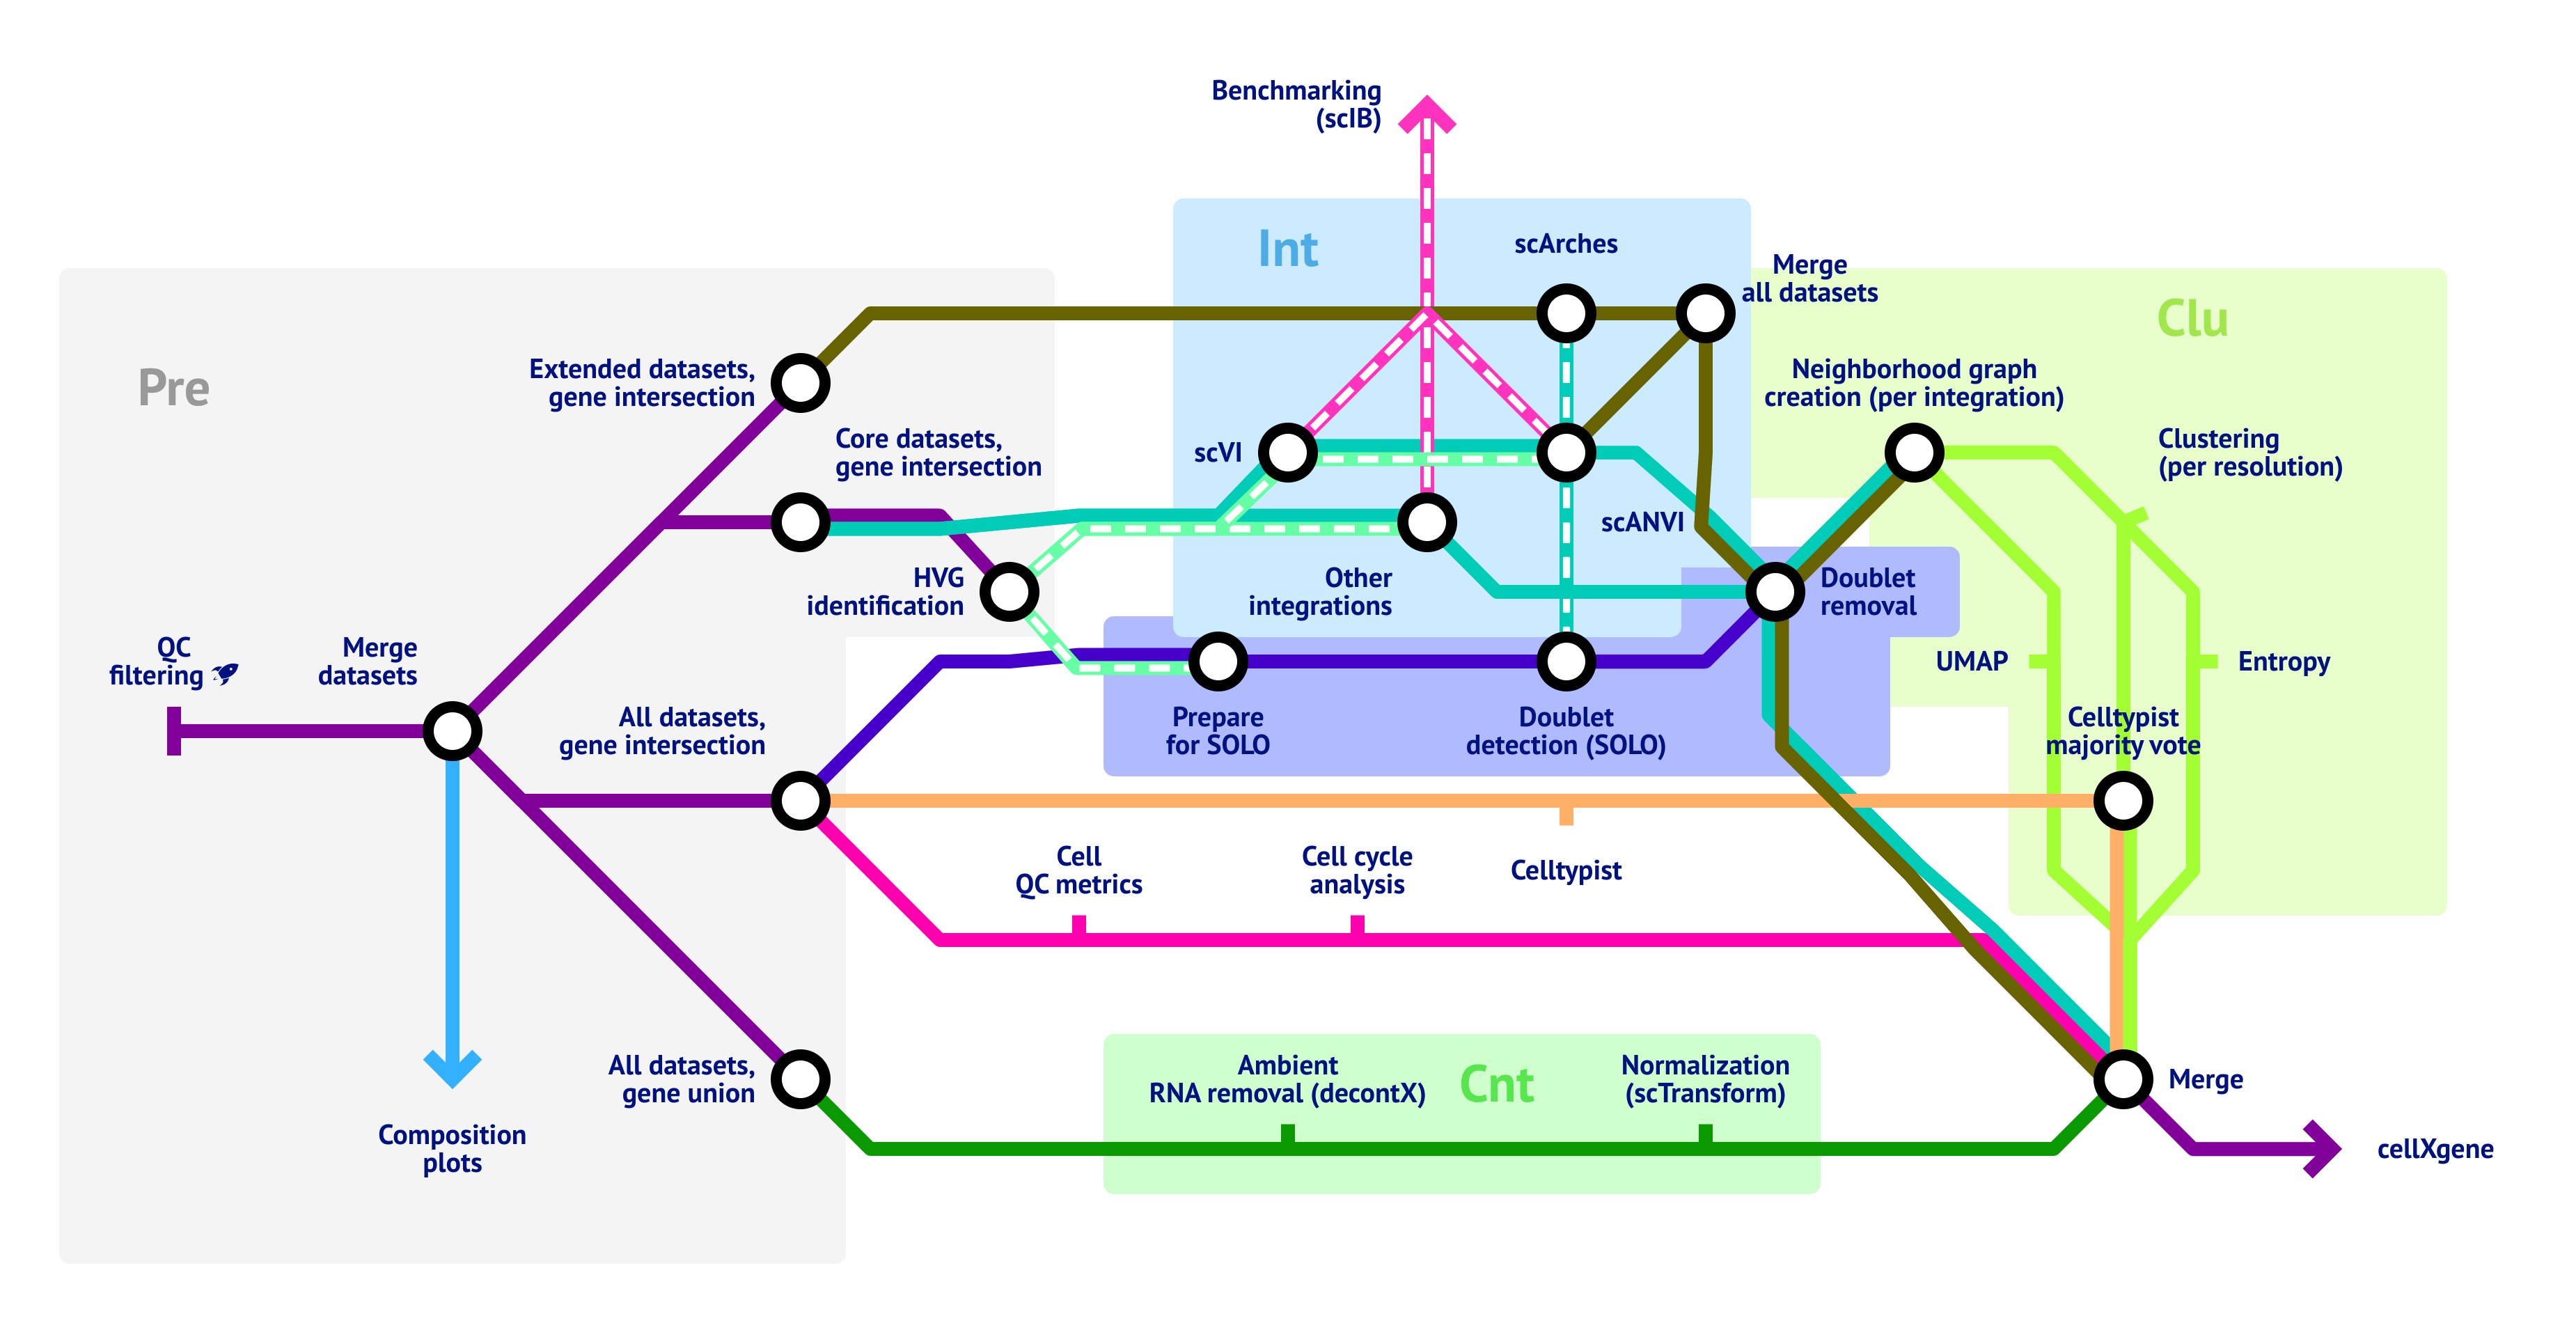 Benchmarking
(scIB)
Int
scArches
Merge
all datasets
Clu
Pre
Extended datasets,
gene intersection
Neighborhood graph
creation (per integration)
Core datasets,
gene intersection
scVI
Clustering
(per resolution)
scANVI
HVG
identification
Other
integrations
Doublet
removal
QC
filtering
Merge
datasets
UMAP
Entropy
All datasets,
gene intersection
Prepare
for SOLO
Doublet
detection (SOLO)
Celltypist
majority vote
Cell
QC metrics
Cell cycle
analysis
Celltypist
All datasets,
gene union
Ambient
RNA removal (decontX)
Cnt
Normalization
(scTransform)
Merge
Composition
plots
cellXgene